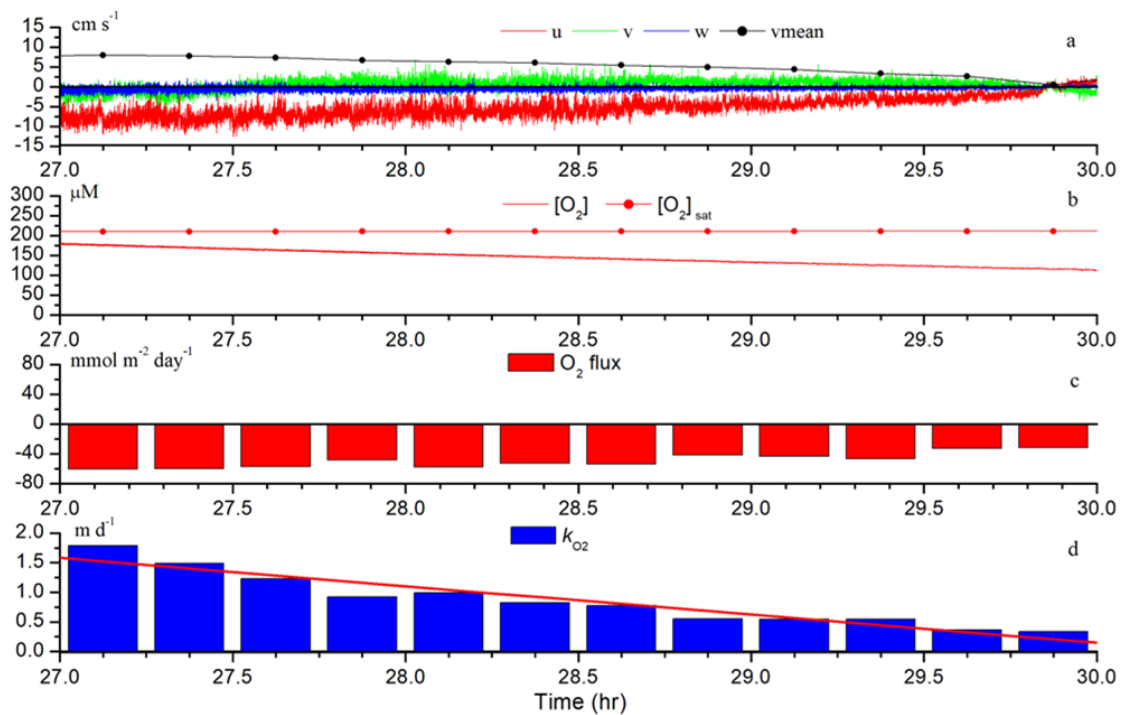 cm s⁻¹
u v w vmean
a
15
10
5
0
-5
-10
-15
27.0 27.5 28.0 28.5 29.0 29.5 30.0
μM
[O₂] [O₂] sat
b
300
250
200
150
100
50
0
27.0 27.5 28.0 28.5 29.0 29.5 30.0
mmol m⁻² day⁻¹
O₂ flux
c
80
40
0
-40
-80
27.0 27.5 28.0 28.5 29.0 29.5 30.0
m d⁻¹
kO2
d
2.0
1.5
1.0
0.5
0.0
27.0 27.5 28.0 28.5 29.0 29.5 30.0
Time (hr)